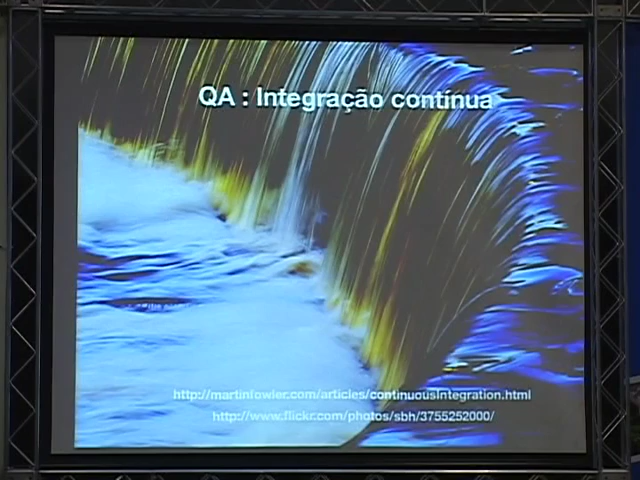 QA : Integração contínua
http://martinfowler.com/articles/continuousIntegration.html
http://www.flickr.com/photos/sbh/3755252000/